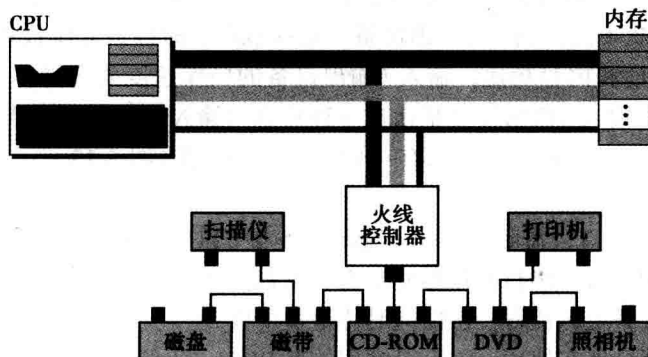 CPU
内存
火线
控制器
扫描仪
打印机
磁盘
磁带
CD-ROM
DVD
照相机